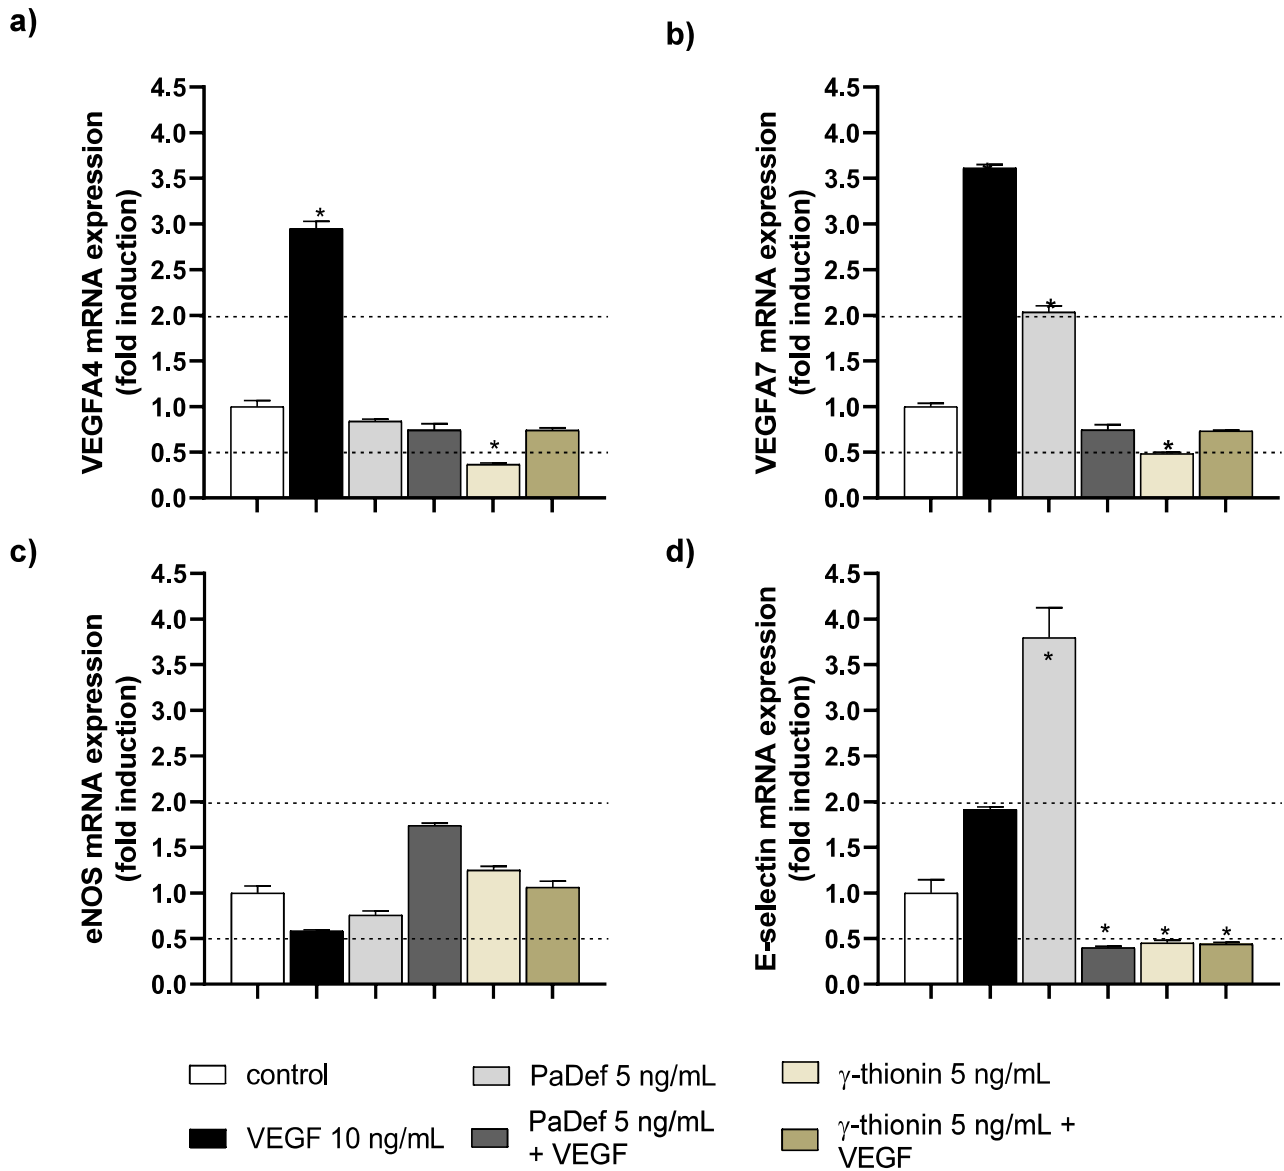 a)
VEGFA4 mRNA expression
(fold induction)
4.5
4.0
3.5
3.0
2.5
2.0
1.5
1.0
0.5
0.0
*
*
b)
VEGFA7 mRNA expression
(fold induction)
4.5
4.0
3.5
3.0
2.5
2.0
1.5
1.0
0.5
0.0
*
*
c)
eNOS mRNA expression
(fold induction)
4.5
4.0
3.5
3.0
2.5
2.0
1.5
1.0
0.5
0.0
d)
E-selectin mRNA expression
(fold induction)
4.5
4.0
3.5
3.0
2.5
2.0
1.5
1.0
0.5
0.0
*
* * *
control
VEGF 10 ng/mL
PaDef 5 ng/mL
PaDef 5 ng/mL
+ VEGF
γ-thionin 5 ng/mL
γ-thionin 5 ng/mL +
VEGF